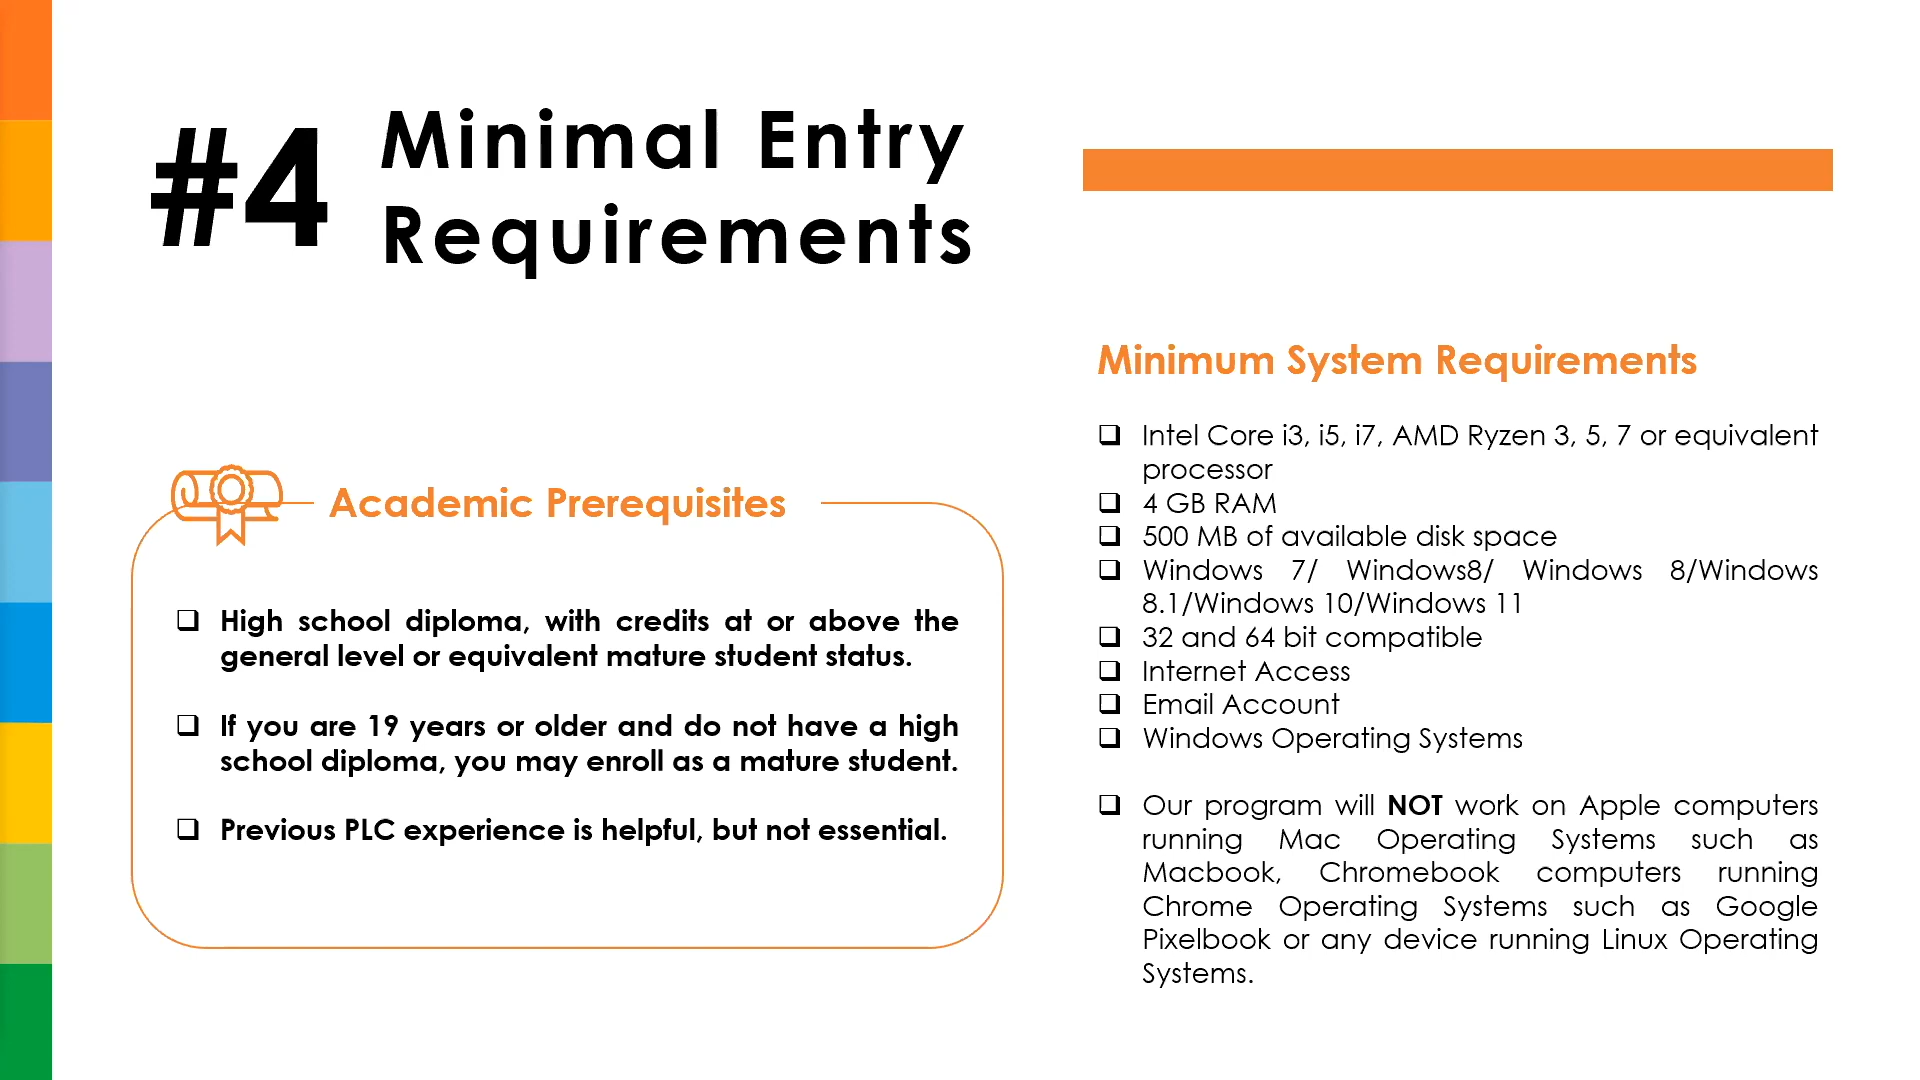 #4
Minimal Entry
Requirements
Academic Prerequisites
❑ High school diploma, with credits at or above the
general level or equivalent mature student status.
❑ If you are 19 years or older and do not have a high
school diploma, you may enroll as a mature student.
❑ Previous PLC experience is helpful, but not essential.
Minimum System Requirements
❑ Intel Core i3, i5, i7, AMD Ryzen 3, 5, 7 or equivalent
processor
❑ 4 GB RAM
❑ 500 MB of available disk space
❑ Windows 7/ Windows8/ Windows 8/Windows
8.1/Windows 10/Windows 11
❑ 32 and 64 bit compatible
❑ Internet Access
❑ Email Account
❑ Windows Operating Systems
❑ Our program will NOT work on Apple computers
running Mac Operating Systems such as
Macbook, Chromebook computers running
Chrome Operating Systems such as Google
Pixelbook or any device running Linux Operating
Systems.